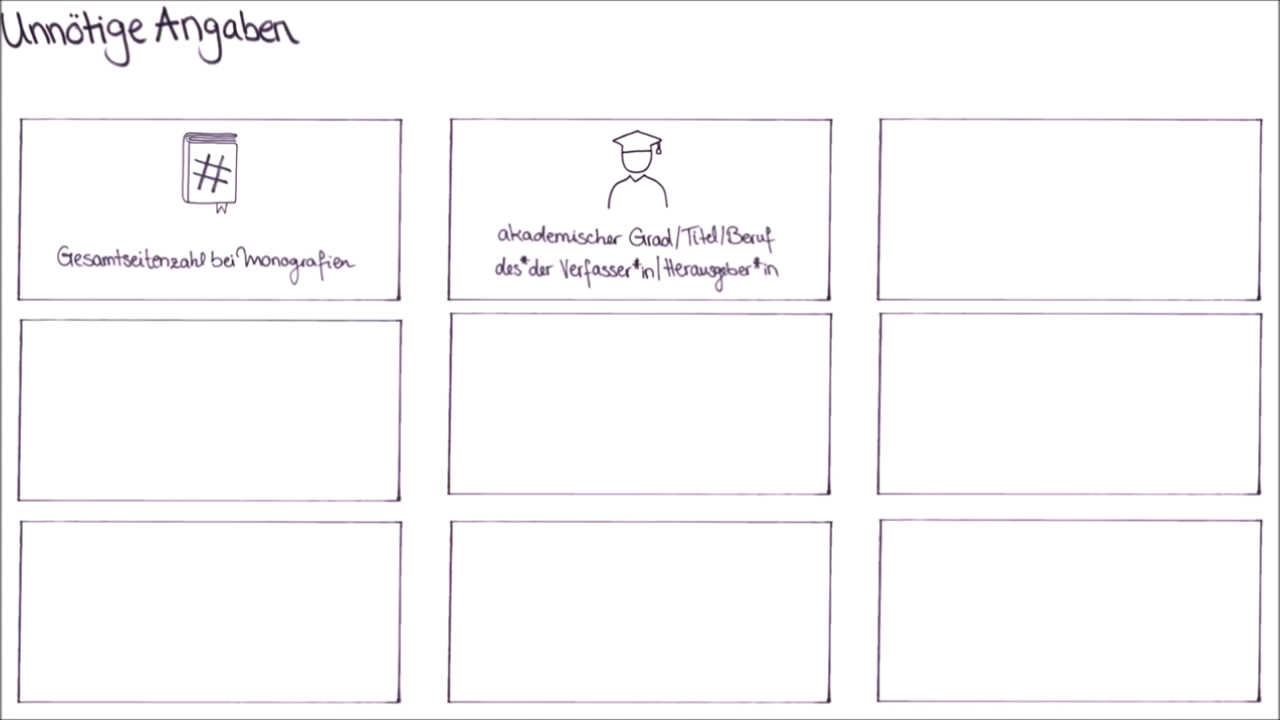 Unnötige Angaben
#
Gesamtseitenzahl bei Monografien
akademischer Grad/Titel/Beruf
des*der Verfasser*in/Herausgeber*in